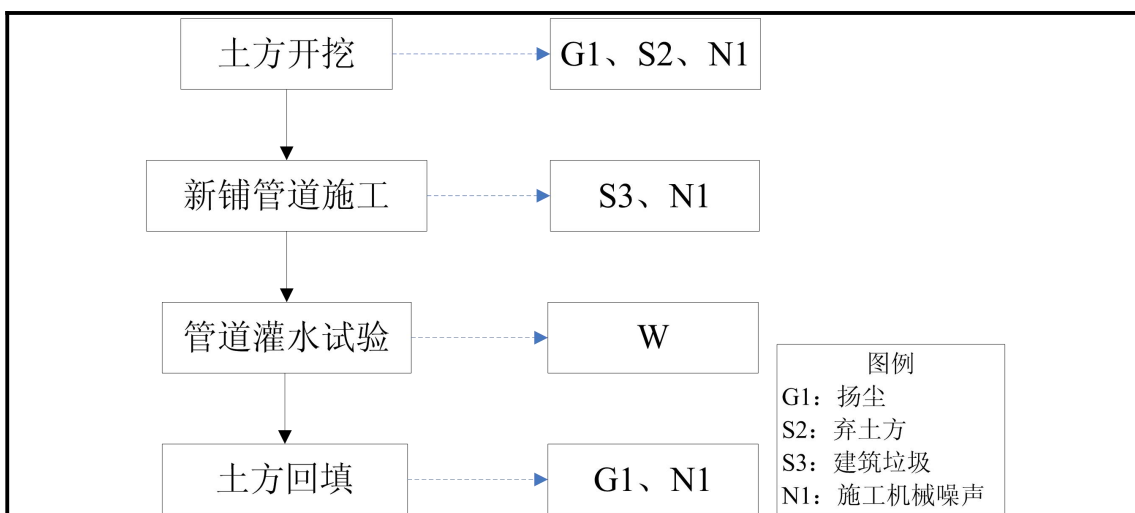 土方开挖
G1、S2、N1
新铺管道施工
S3、N1
管道灌水试验
W
土方回填
G1、N1
图例
G1：扬尘
S2：弃土方
S3：建筑垃圾
N1：施工机械噪声